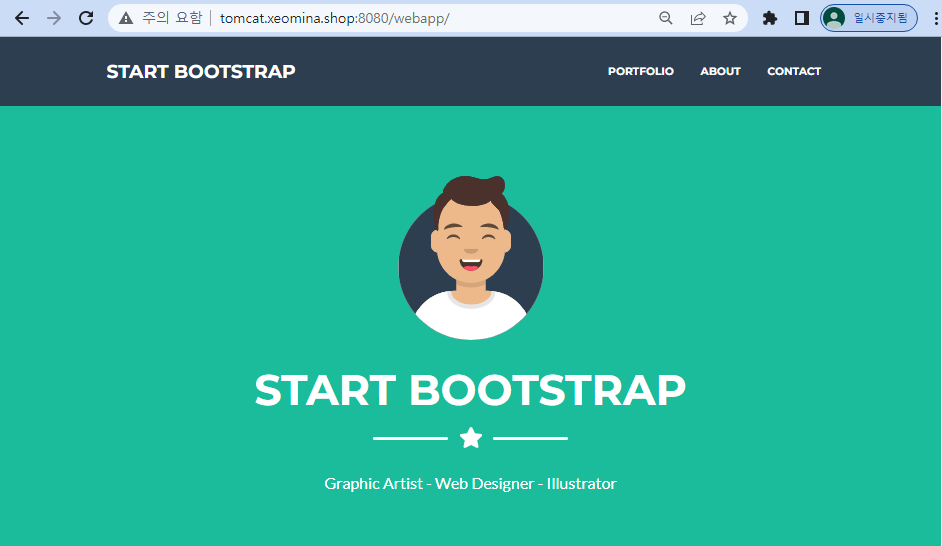 주의 요함 tomcat.xeomina.shop:8080/webapp/ 일시중지됨
START BOOTSTRAP PORTFOLIO ABOUT CONTACT
START BOOTSTRAP
Graphic Artist - Web Designer - Illustrator